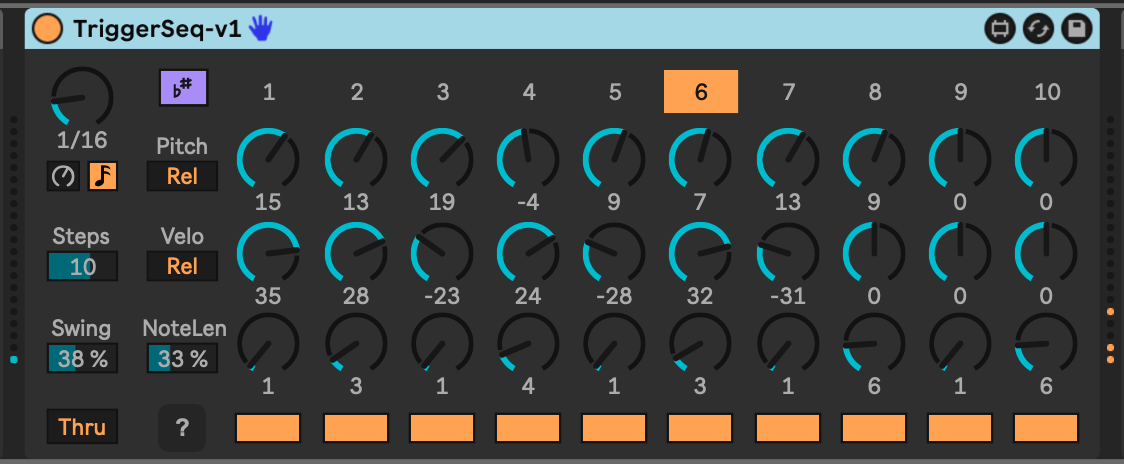 TriggerSeq-v1
♭# 1 2 3 4 5 6 7 8 9 10
1/16
Pitch
Rel
15 13 19 -4 9 7 13 9 0 0
Steps Velo
10 Rel
35 28 -23 24 -28 32 -31 0 0 0
Swing NoteLen
38 % 33 %
1 3 1 4 1 3 1 6 1 6
Thru ?